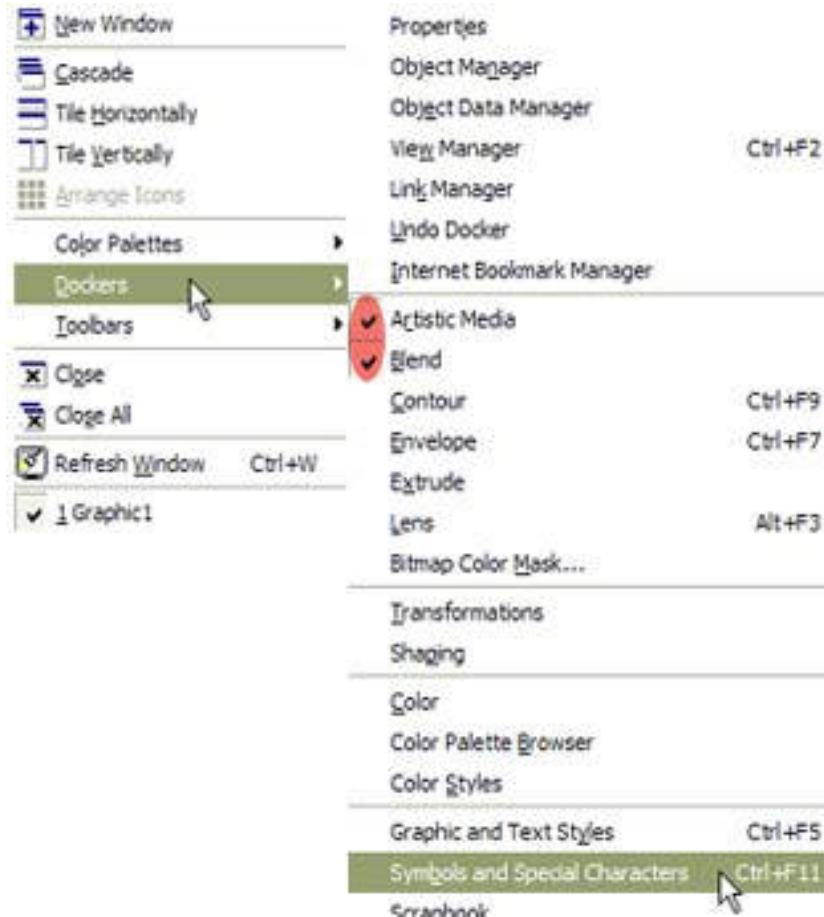 New Window
Cascade
Tile Horizontally
Tile Vertically
Arrange Icons
Color Palettes
Dockers
Toolbars
Close
Close All
Refresh Window Ctrl+W
1 Graphic1
Properties
Object Manager
Object Data Manager
View Manager Ctrl+F2
Link Manager
Undo Docker
Internet Bookmark Manager
Artistic Media
Blend
Contour Ctrl+F9
Envelope Ctrl+F7
Extrude
Lens Alt+F3
Bitmap Color Mask...
Transformations
Shaping
Color
Color Palette Browser
Color Styles
Graphic and Text Styles Ctrl+F5
Symbols and Special Characters Ctrl+F11
Scrapbook